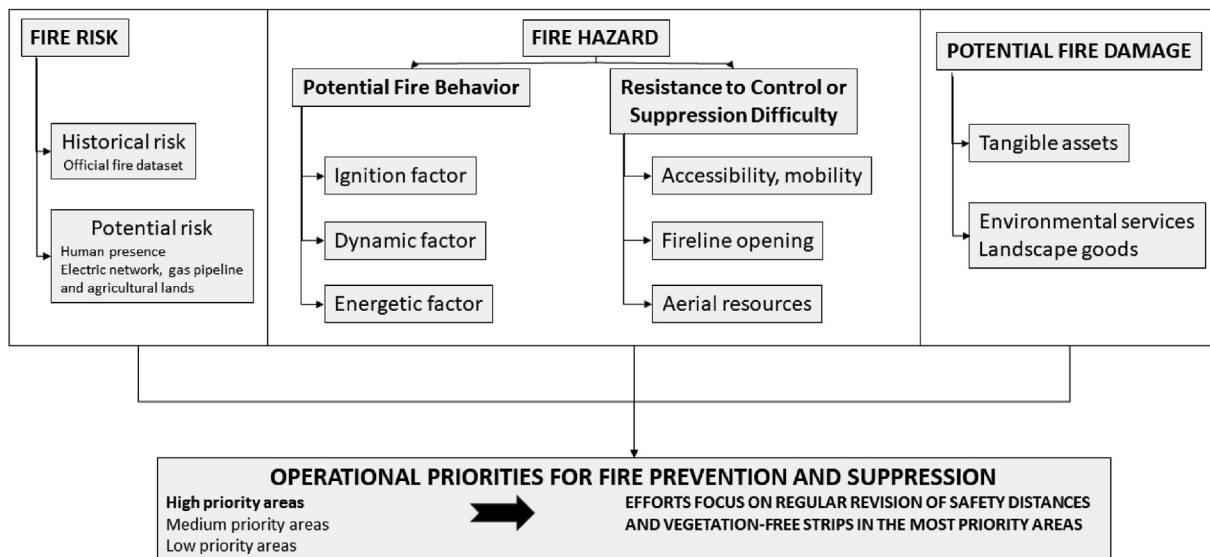 FIRE RISK
Historical risk
Official fire dataset
Potential risk
Human presence
Electric network, gas pipeline
and agricultural lands
FIRE HAZARD
Potential Fire Behavior
Ignition factor
Dynamic factor
Energetic factor
Resistance to Control or
Suppression Difficulty
Accessibility, mobility
Fireline opening
Aerial resources
POTENTIAL FIRE DAMAGE
Tangible assets
Environmental services
Landscape goods
OPERATIONAL PRIORITIES FOR FIRE PREVENTION AND SUPPRESSION
High priority areas
Medium priority areas
Low priority areas
EFFORTS FOCUS ON REGULAR REVISION OF SAFETY DISTANCES
AND VEGETATION-FREE STRIPS IN THE MOST PRIORITY AREAS